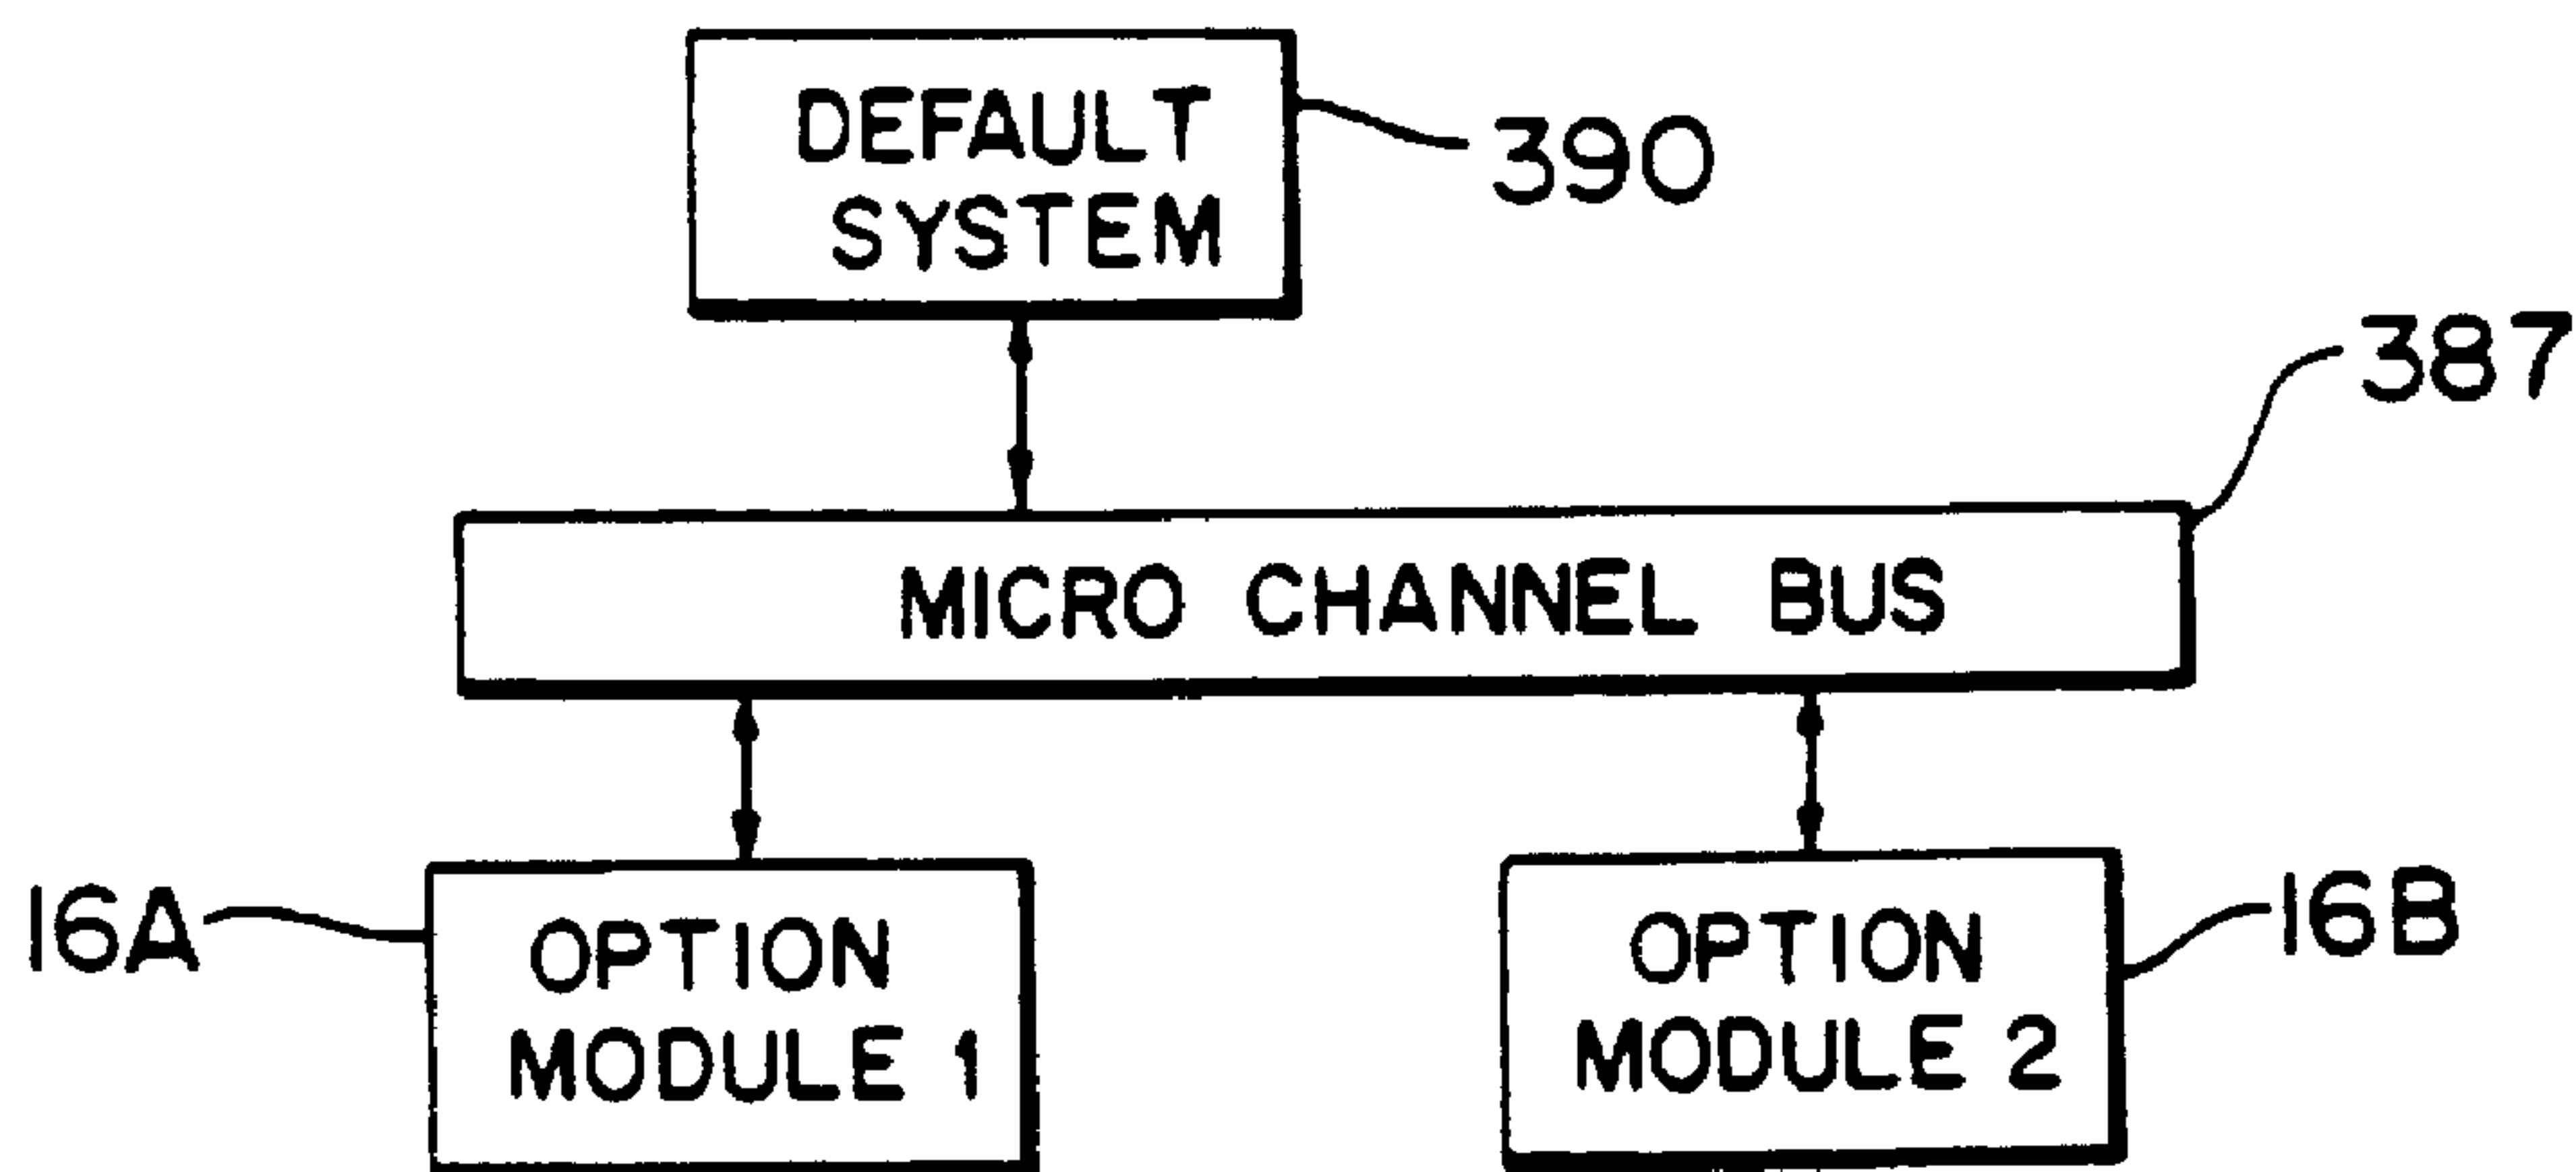 DEFAULT
SYSTEM
390
387
MICRO CHANNEL BUS
16A
OPTION
MODULE 1
OPTION
MODULE 2
16B